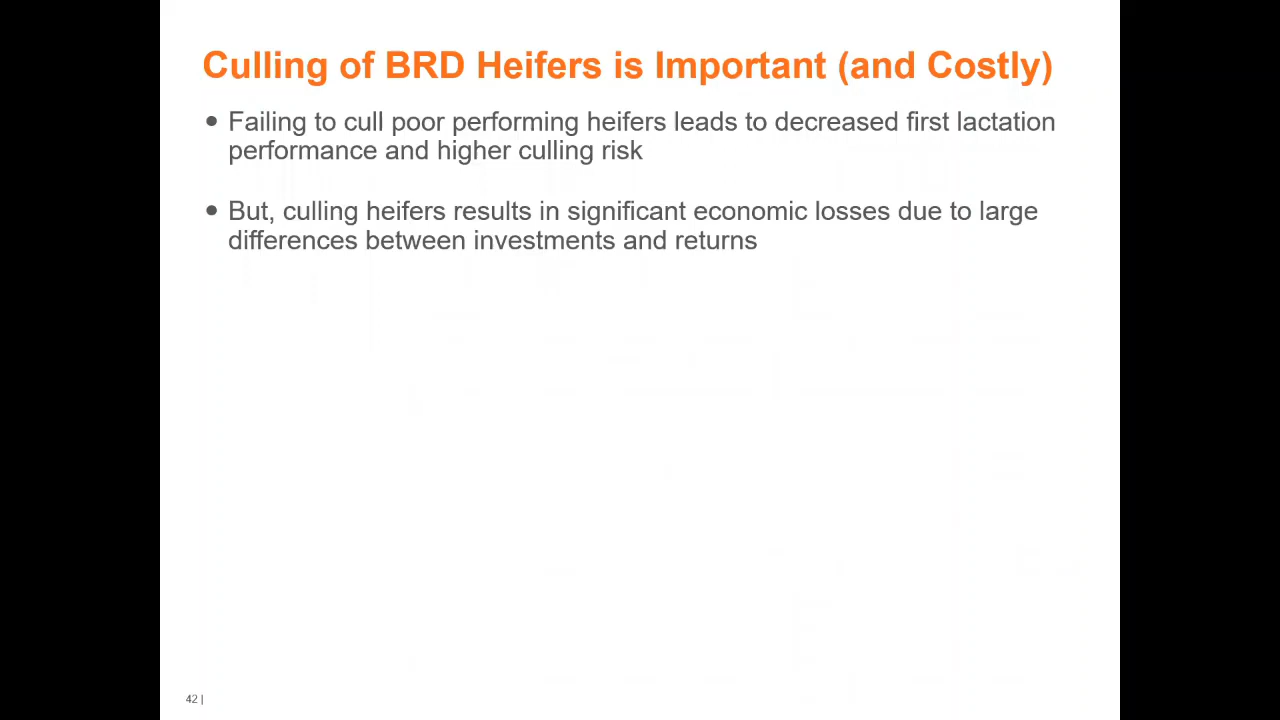 Culling of BRD Heifers is Important (and Costly)
• Failing to cull poor performing heifers leads to decreased first lactation
performance and higher culling risk
• But, culling heifers results in significant economic losses due to large
differences between investments and returns
42 |